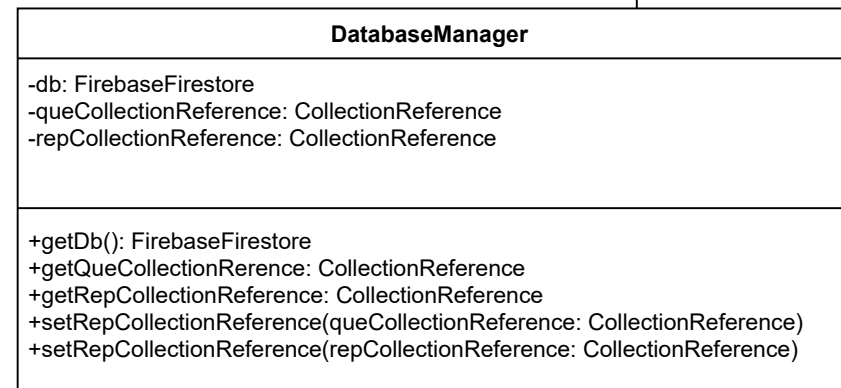 DatabaseManager
-db: FirebaseFirestore
-queCollectionReference: CollectionReference
-repCollectionReference: CollectionReference
+getDb(): FirebaseFirestore
+getQueCollectionRerence: CollectionReference
+getRepCollectionReference: CollectionReference
+setRepCollectionReference(queCollectionReference: CollectionReference)
+setRepCollectionReference(repCollectionReference: CollectionReference)